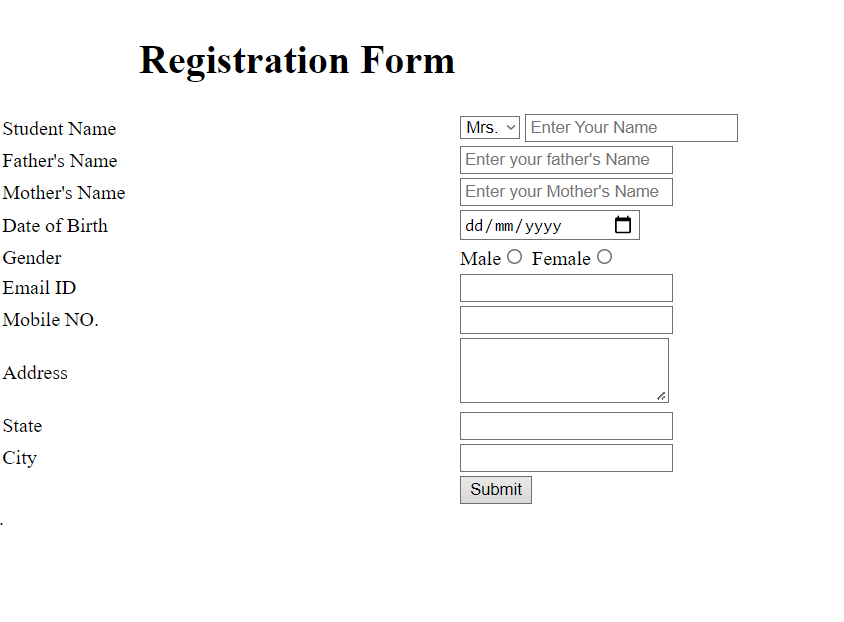 Registration Form
Student Name Mrs. Enter Your Name
Father's Name Enter your father's Name
Mother's Name Enter your Mother's Name
Date of Birth dd/mm/yyyy
Gender Male Female
Email ID
Mobile NO.
Address
State
City
Submit
.